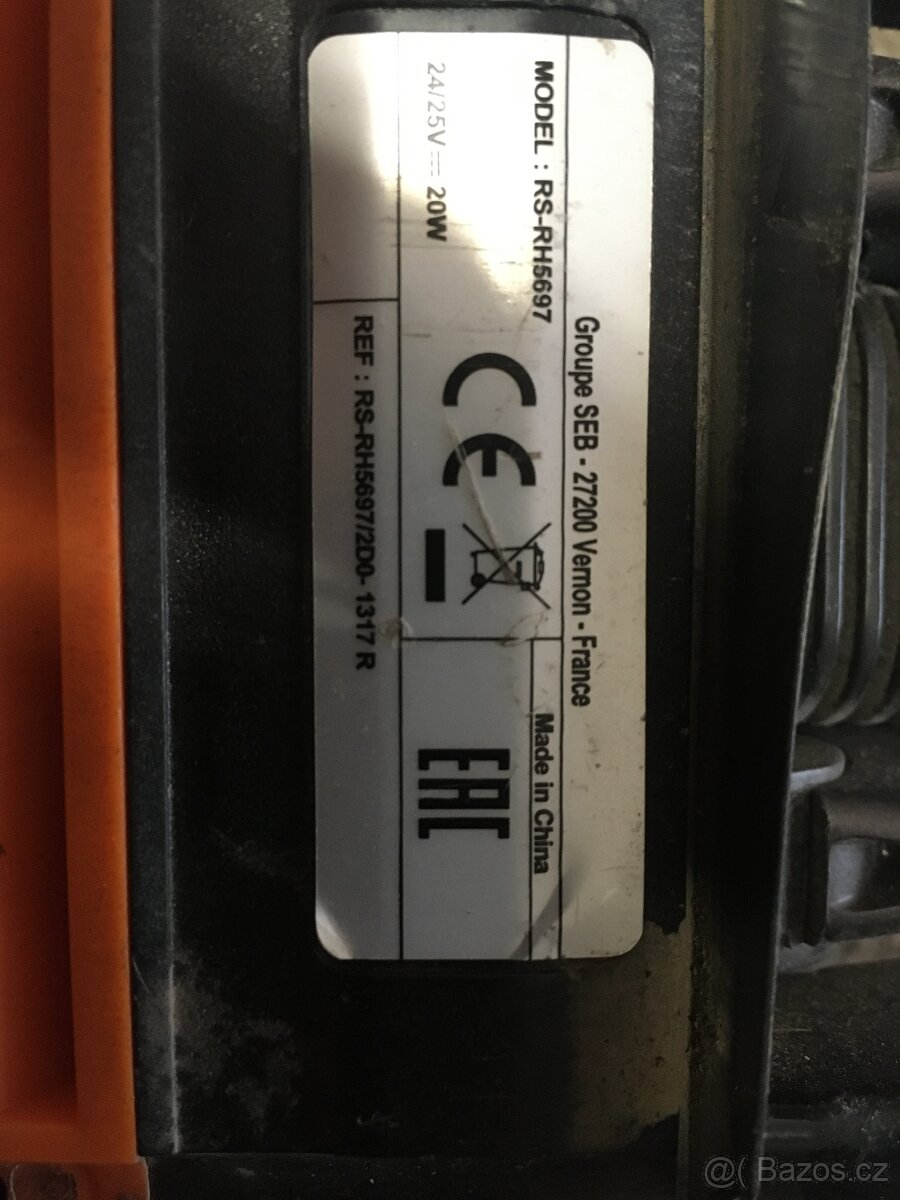 Groupe SEB - 27200 Vernon - France
MODEL : RS-RH5697
Made in China
24/25V 20W
CE
EAC
REF : RS-RH5697/2D0- 1317 R
@( Bazos.cz